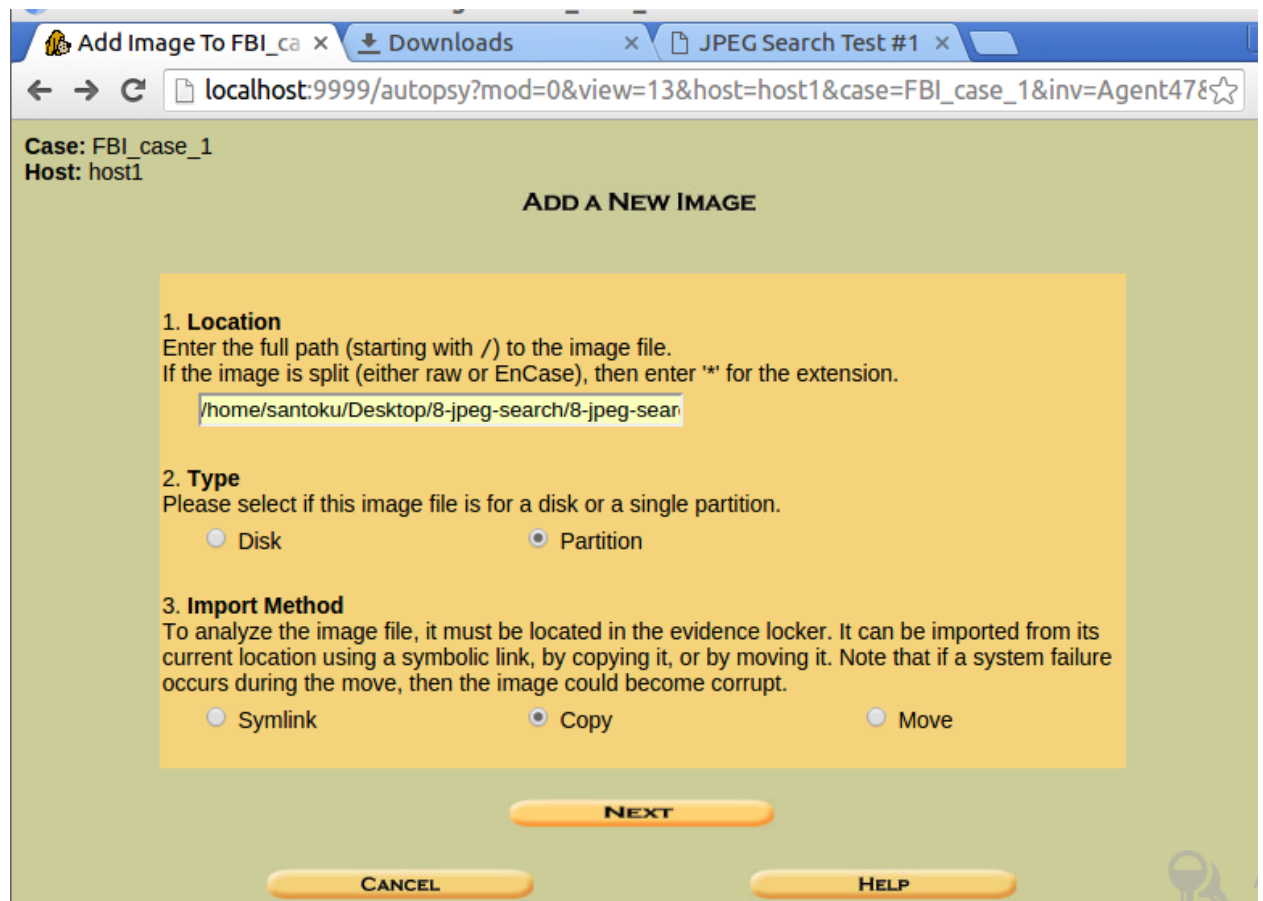 Add Image To FBI_ca
Downloads
JPEG Search Test #1
localhost:9999/autopsy?mod=0&view=13&host=host1&case=FBI_case_1&inv=Agent47&
Case: FBI_case_1
Host: host1
ADD A NEW IMAGE
1. Location
Enter the full path (starting with /) to the image file.
If the image is split (either raw or EnCase), then enter '*' for the extension.
/home/santoku/Desktop/8-jpeg-search/8-jpeg-sear
2. Type
Please select if this image file is for a disk or a single partition.
Disk Partition
3. Import Method
To analyze the image file, it must be located in the evidence locker. It can be imported from its
current location using a symbolic link, by copying it, or by moving it. Note that if a system failure
occurs during the move, then the image could become corrupt.
Symlink Copy Move
NEXT
CANCEL HELP